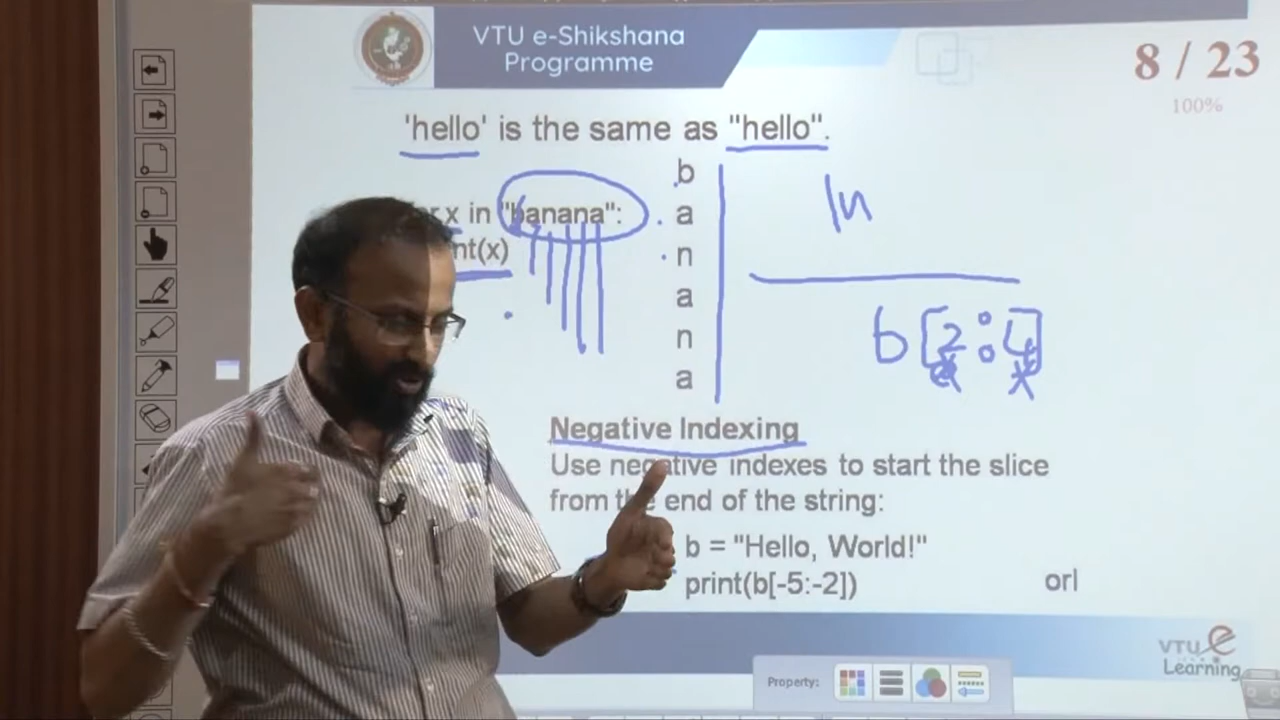 VTU e-Shikshana
Programme
8 / 23
100%
'hello' is the same as "hello".
x in "banana":
nt(x)
b
a
n
a
n
a
In
b[2:4]
Negative Indexing
Use negative indexes to start the slice
from the end of the string:
b = "Hello, World!"
print(b[-5:-2])
orl
VTU e
Learning
Property: